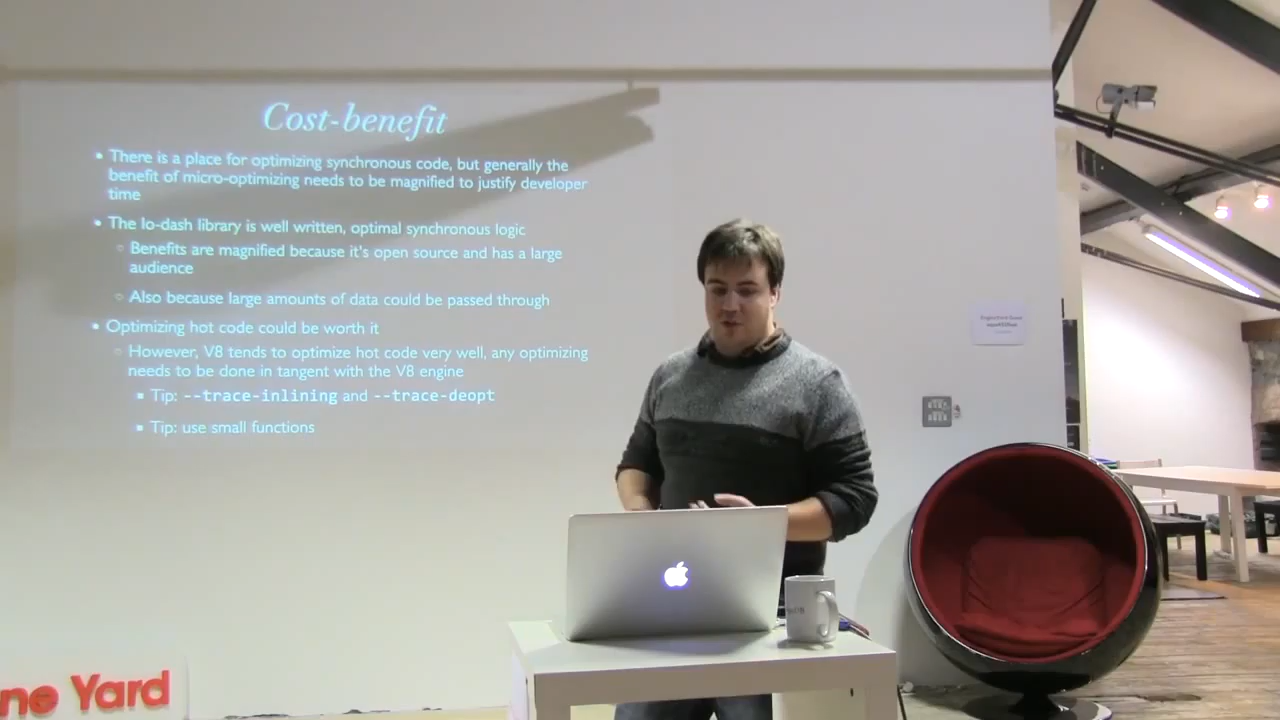 Cost-benefit
• There is a place for optimizing synchronous code, but generally the
benefit of micro-optimizing needs to be magnified to justify developer
time
• The lo-dash library is well written, optimal synchronous logic
○ Benefits are magnified because it's open source and has a large
audience
○ Also because large amounts of data could be passed through
• Optimizing hot code could be worth it
○ However, V8 tends to optimize hot code very well, any optimizing
needs to be done in tangent with the V8 engine
▪ Tip: --trace-inlining and --trace-deopt
▪ Tip: use small functions
ne Yard